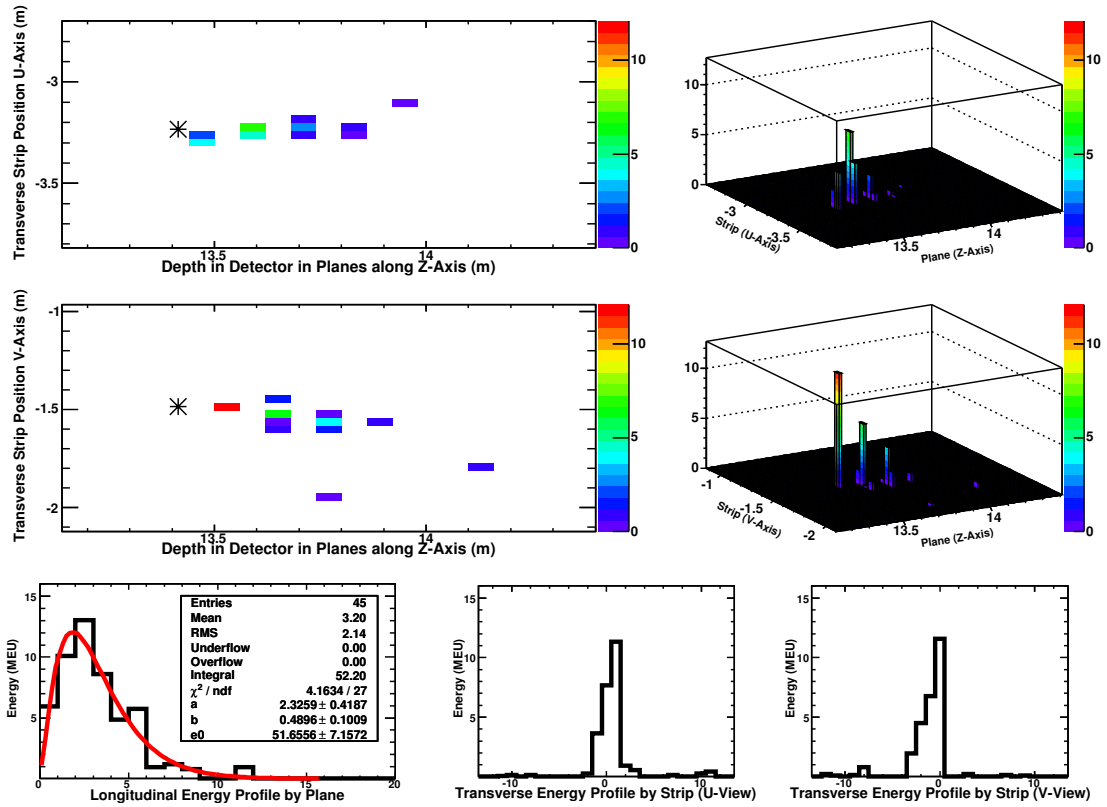 Transverse Strip Position U-Axis (m)
-3
-3.5
13.5
14
Depth in Detector in Planes along Z-Axis (m)
10
5
0
10
5
0
-3
-3.5
Strip (U-Axis)
13.5
14
Plane (Z-Axis)
10
5
0
Transverse Strip Position V-Axis (m)
-1
-1.5
-2
13.5
14
Depth in Detector in Planes along Z-Axis (m)
10
5
0
10
5
0
-1
-1.5
-2
Strip (V-Axis)
13.5
14
Plane (Z-Axis)
10
5
0
Energy (MEU)
15
10
5
0
5
10
15
20
Longitudinal Energy Profile by Plane
Entries 45
Mean 3.20
RMS 2.14
Underflow 0.00
Overflow 0.00
Integral 52.20
χ² / ndf 4.1634 / 27
a 2.3259 ± 0.4187
b 0.4896 ± 0.1009
e0 51.6556 ± 7.1572
Energy (MEU)
15
10
5
-10
0
10
Transverse Energy Profile by Strip (U-View)
Energy (MEU)
15
10
5
-10
0
10
Transverse Energy Profile by Strip (V-View)